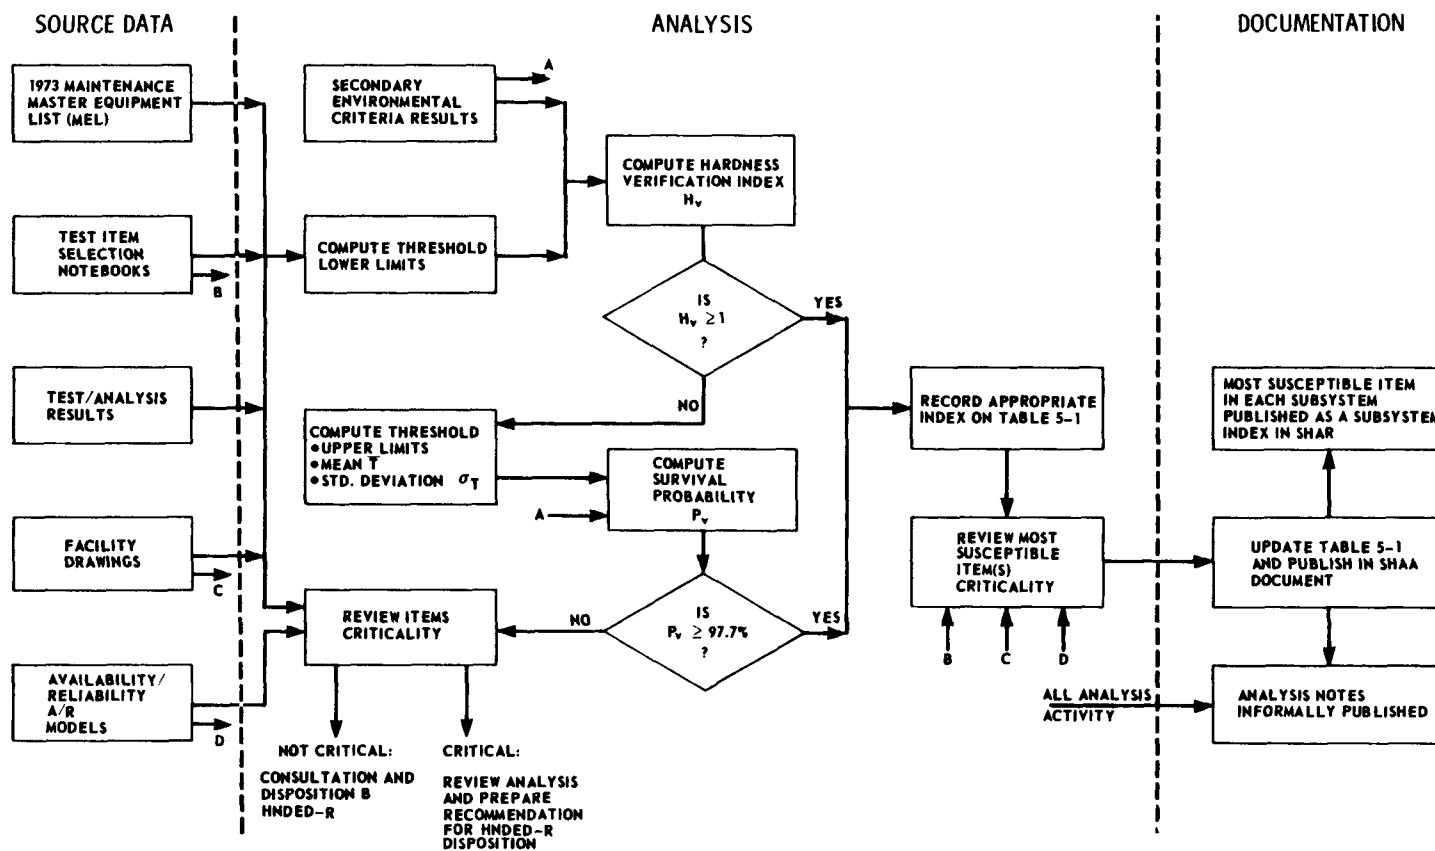 SOURCE DATA
ANALYSIS
DOCUMENTATION
1973 MAINTENANCE
MASTER EQUIPMENT
LIST (MEL)
TEST ITEM
SELECTION
NOTEBOOKS
B
TEST/ANALYSIS
RESULTS
FACILITY
DRAWINGS
C
AVAILABILITY/
RELIABILITY
A/R
MODELS
D
SECONDARY
ENVIRONMENTAL
CRITERIA RESULTS
A
COMPUTE THRESHOLD
LOWER LIMITS
COMPUTE HARDNESS
VERIFICATION INDEX
Hv
IS
Hv ≥1
?
YES
NO
COMPUTE THRESHOLD
•UPPER LIMITS
•MEAN T̅
•STD. DEVIATION σT
A
COMPUTE
SURVIVAL
PROBABILITY
Pv
IS
Pv ≥ 97.7%
?
YES
NO
REVIEW ITEMS
CRITICALITY
NOT CRITICAL:
CONSULTATION AND
DISPOSITION B
HNDED-R
CRITICAL:
REVIEW ANALYSIS
AND PREPARE
RECOMMENDATION
FOR HNDED-R
DISPOSITION
RECORD APPROPRIATE
INDEX ON TABLE 5-1
REVIEW MOST
SUSCEPTIBLE
ITEM(S)
CRITICALITY
B
C
D
MOST SUSCEPTIBLE ITEM
IN EACH SUBSYSTEM
PUBLISHED AS A SUBSYSTEM
INDEX IN SHAR
UPDATE TABLE 5-1
AND PUBLISH IN SHAA
DOCUMENT
ALL ANALYSIS
ACTIVITY
ANALYSIS NOTES
INFORMALLY PUBLISHED